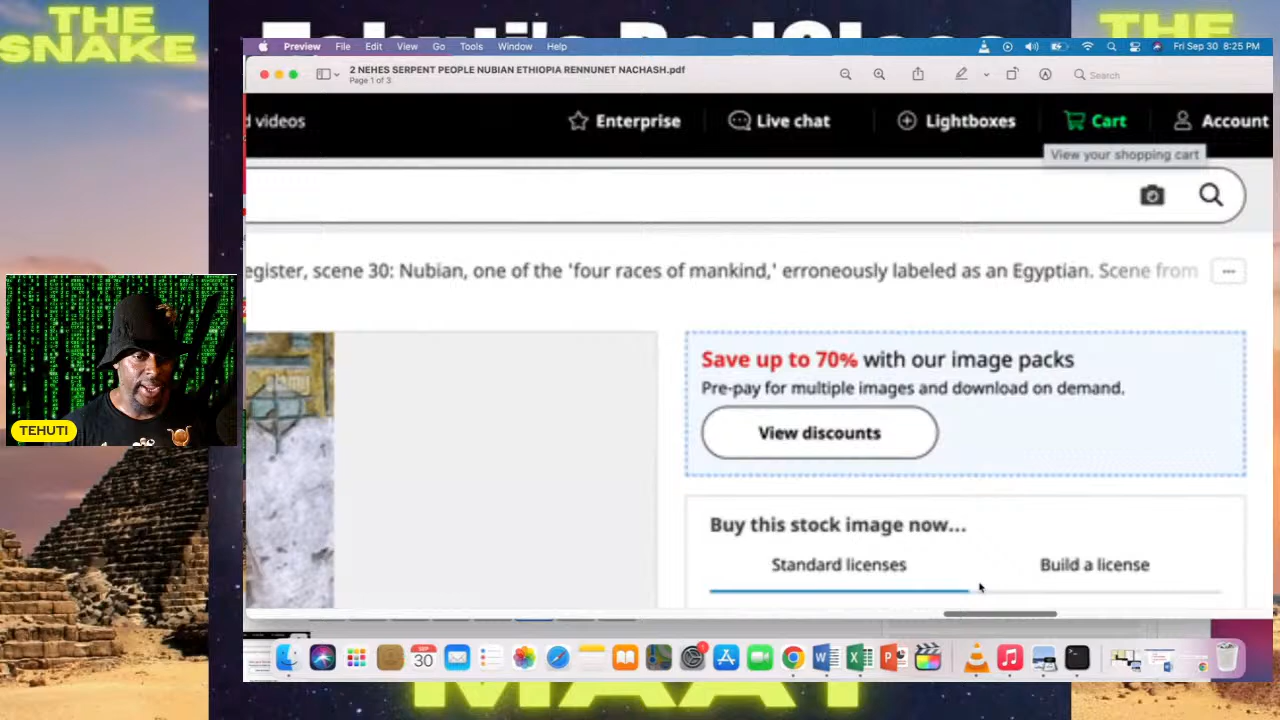 THE
SNAKE
THE
Preview File Edit View Go Tools Window Help
Fri Sep 30 8:25 PM
2 NEHES SERPENT PEOPLE NUBIAN ETHIOPIA RENNUNET NACHASH.pdf
Page 1 of 3
Search
d videos
Enterprise
Live chat
Lightboxes
Cart
Account
View your shopping cart
egister, scene 30: Nubian, one of the 'four races of mankind,' erroneously labeled as an Egyptian. Scene from
Save up to 70% with our image packs
Pre-pay for multiple images and download on demand.
View discounts
Buy this stock image now...
Standard licenses
Build a license
TEHUTI
SEP
30
MAAT